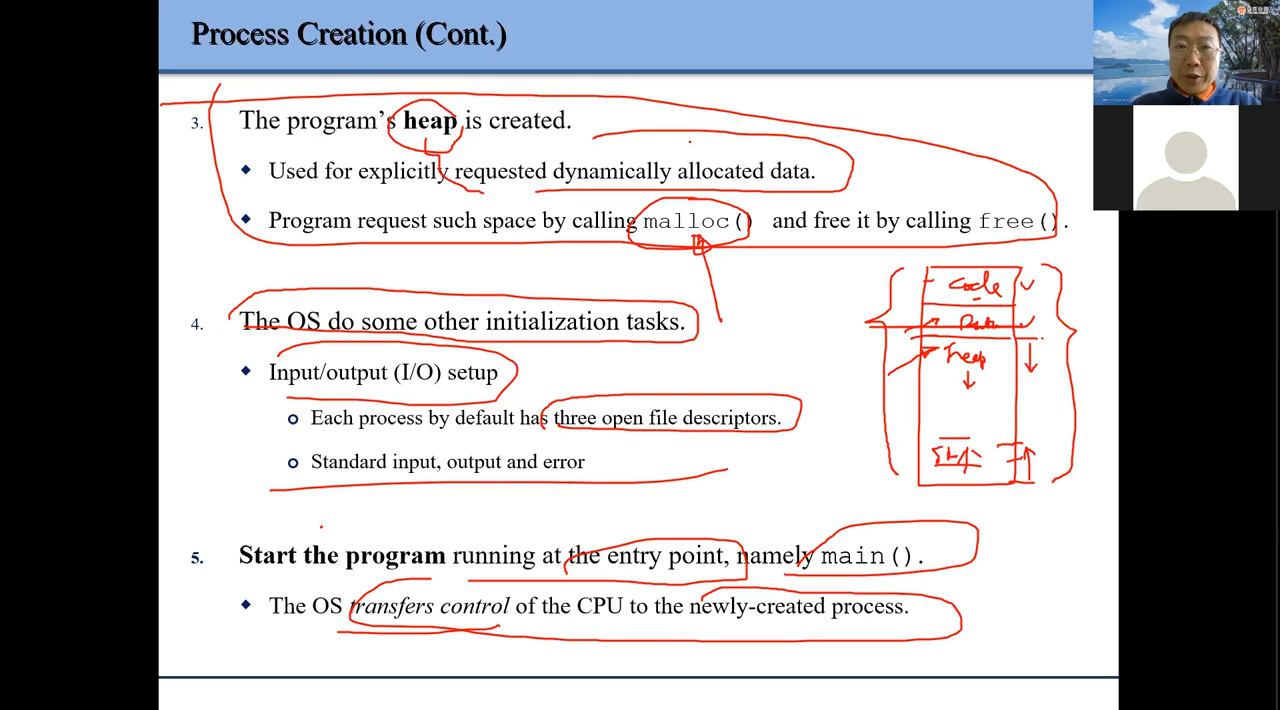 Process Creation (Cont.)
3. The program's heap is created.
Used for explicitly requested dynamically allocated data.
Program request such space by calling malloc() and free it by calling free().
code
Data
heap
4. The OS do some other initialization tasks.
Input/output (I/O) setup
Each process by default has three open file descriptors.
Standard input, output and error
5. Start the program running at the entry point, namely main().
The OS transfers control of the CPU to the newly-created process.